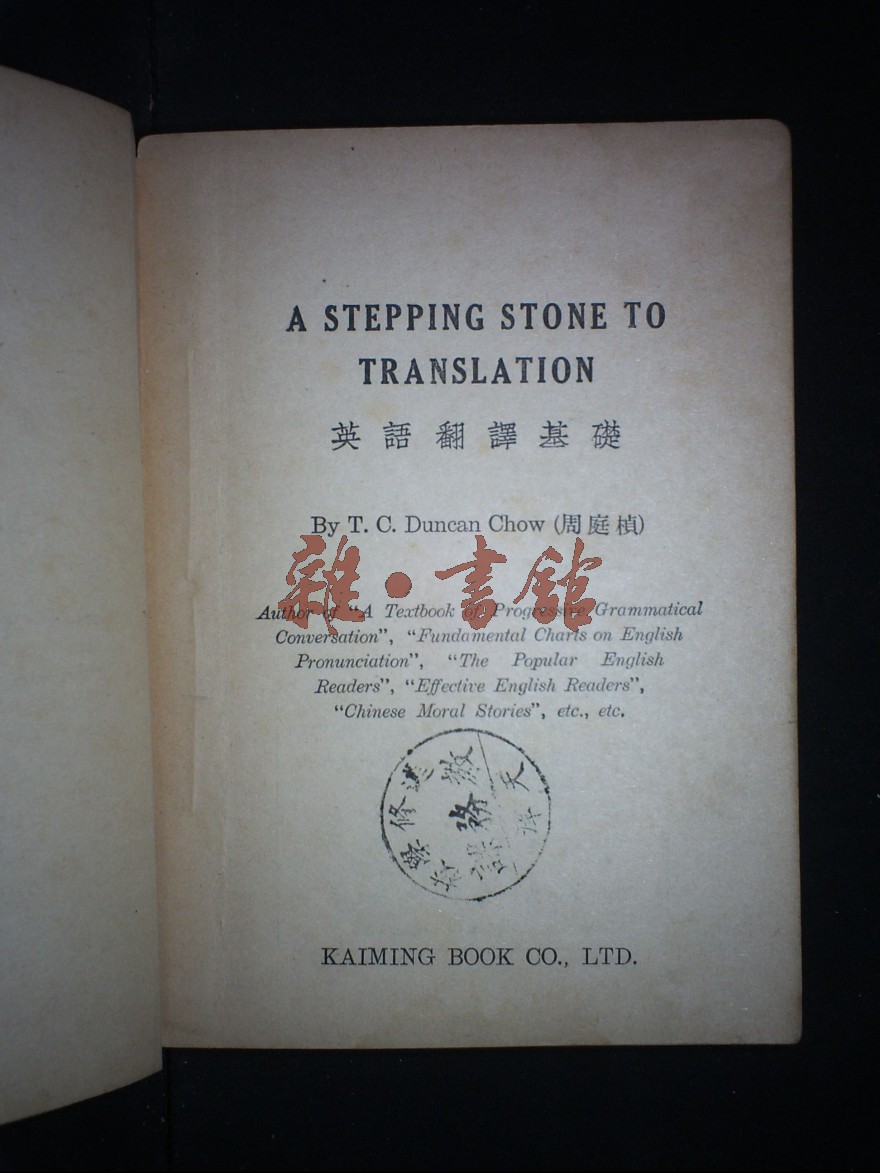 A STEPPING STONE TO
TRANSLATION
英語翻譯基礎
By T. C. Duncan Chow (周庭楨)
雜·書館
Author of "A Textbook of Progressive Grammatical
Conversation", "Fundamental Charts on English
Pronunciation", "The Popular English
Readers", "Effective English Readers",
"Chinese Moral Stories", etc., etc.
務
課
KAIMING BOOK CO., LTD.